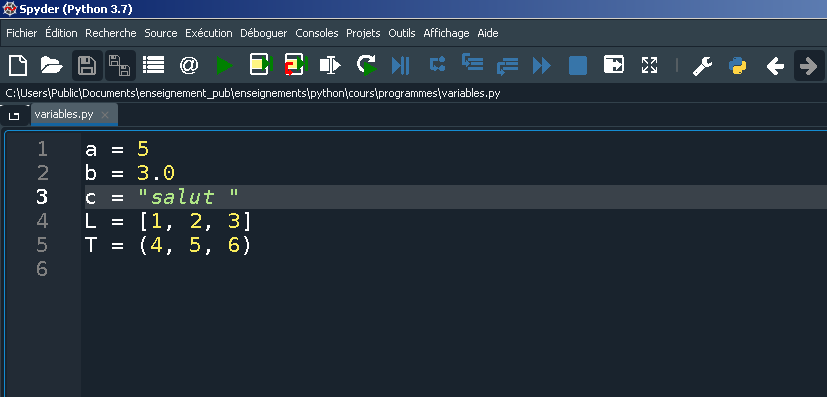 Spyder (Python 3.7)
Fichier Édition Recherche Source Exécution Déboguer Consoles Projets Outils Affichage Aide
C:\Users\Public\Documents\enseignement_pub\enseignements\python\cours\programmes\variables.py
variables.py
1 a = 5
2 b = 3.0
3 c = "salut "
4 L = [1, 2, 3]
5 T = (4, 5, 6)
6